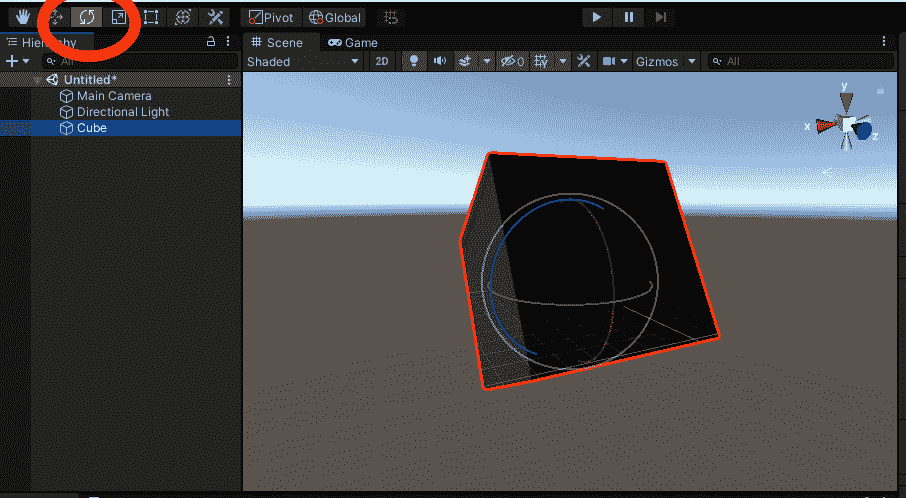 Pivot Global
Hierarchy
Scene Game
All
Shaded 2D 0 Gizmos All
Untitled*
Main Camera
Directional Light
Cube
y
x
z